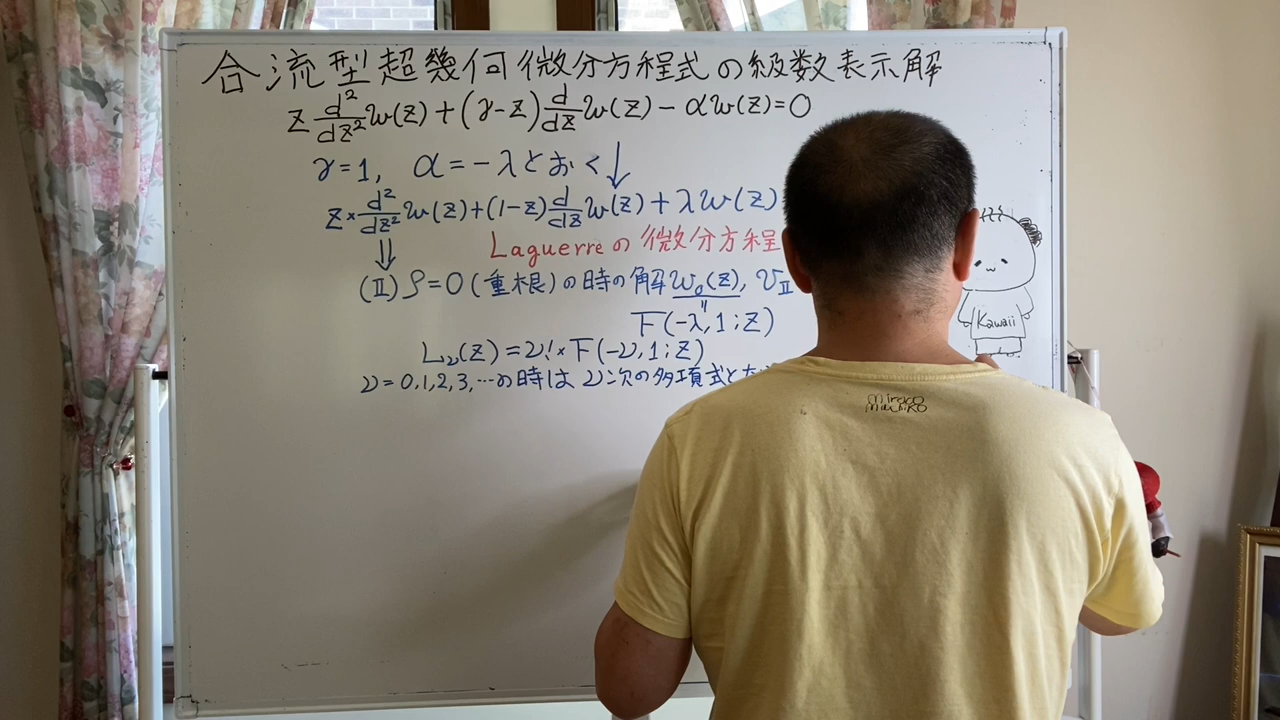 合流型超幾何微分方程式の級数表示解
z d²/dz² w(z) + (γ-z) d/dz w(z) - αw(z) = 0
γ=1, α=-λとおく↓
z×d²/dz² w(z)+(1-z)d/dz w(z)+λw(z)
⇓ Laguerreの微分方程
(Ⅱ) ρ=0(重根)の時の解 w₀(z), v_Ⅱ
〃
F(-λ,1;z)
L_ν(z)=ν!×F(-ν,1;z)
ν=0,1,2,3,…の時は ν次の多項式と
Kawaii